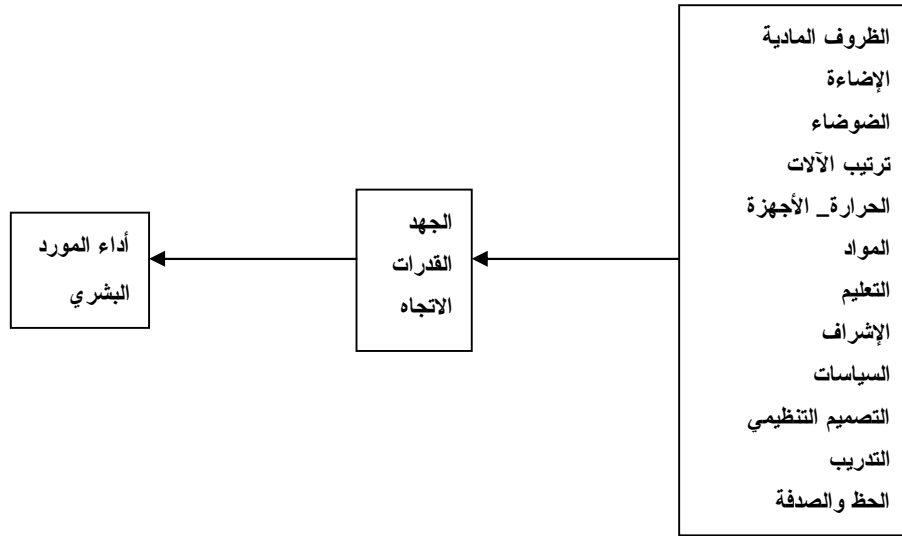 الظروف المادية
الإضاءة
الضوضاء
ترتيب الآلات
الحرارة_ الأجهزة
المواد
التعليم
الإشراف
السياسات
التصميم التنظيمي
التدريب
الحظ والصدفة
الجهد
القدرات
الاتجاه
أداء المورد
البشري